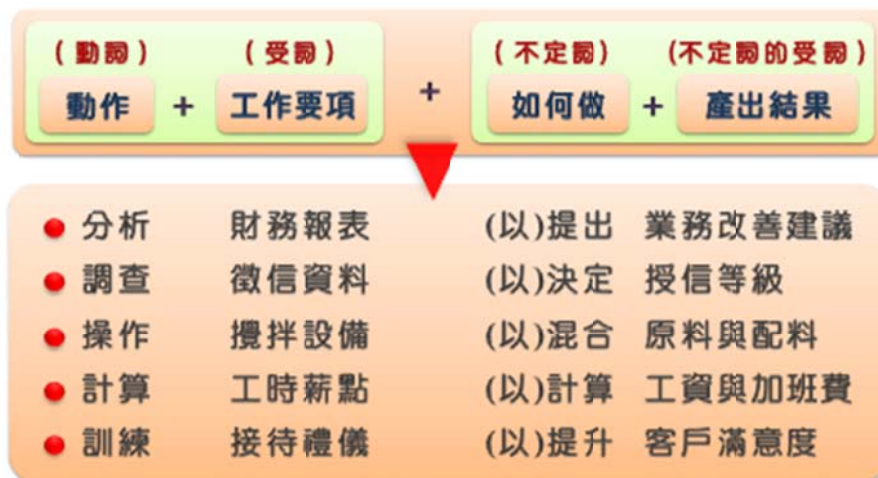 (動詞) (受詞) (不定詞) (不定詞的受詞)
動作 + 工作要項 + 如何做 + 產出結果
分析 財務報表 (以)提出 業務改善建議
調查 徵信資料 (以)決定 授信等級
操作 攪拌設備 (以)混合 原料與配料
計算 工時薪點 (以)計算 工資與加班費
訓練 接待禮儀 (以)提升 客戶滿意度